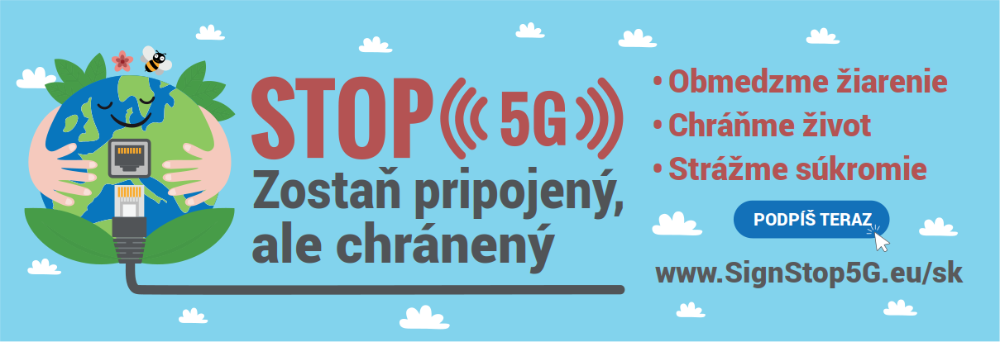 STOP 5G
Zostaň pripojený,
ale chránený
• Obmedzme žiarenie
• Chráňme život
• Strážme súkromie
PODPÍŠ TERAZ
www.SignStop5G.eu/sk